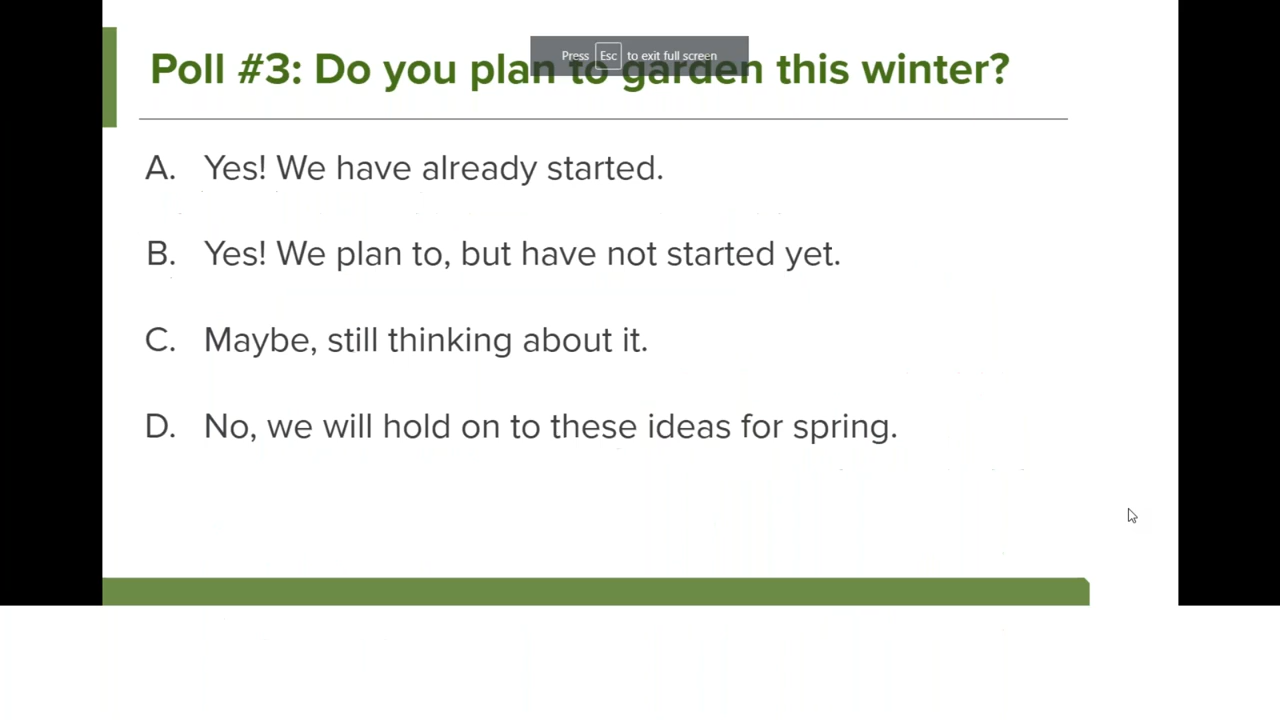 Poll #3: Do you plan to garden this winter?
Press Esc to exit full screen
A. Yes! We have already started.
B. Yes! We plan to, but have not started yet.
C. Maybe, still thinking about it.
D. No, we will hold on to these ideas for spring.